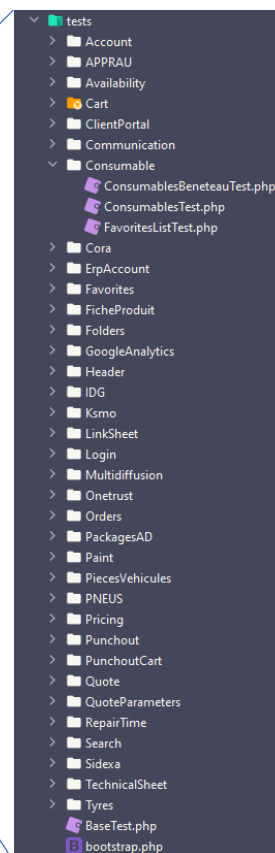 tests
Account
APPRAU
Availability
Cart
ClientPortal
Communication
Consumable
ConsumablesBeneteauTest.php
ConsumablesTest.php
FavoritesListTest.php
Cora
ErpAccount
Favorites
FicheProduit
Folders
GoogleAnalytics
Header
IDG
Ksmo
LinkSheet
Login
Multidiffusion
Onetrust
Orders
PackagesAD
Paint
PiecesVehicules
PNEUS
Pricing
Punchout
PunchoutCart
Quote
QuoteParameters
RepairTime
Search
Sidexa
TechnicalSheet
Tyres
BaseTest.php
B bootstrap.php